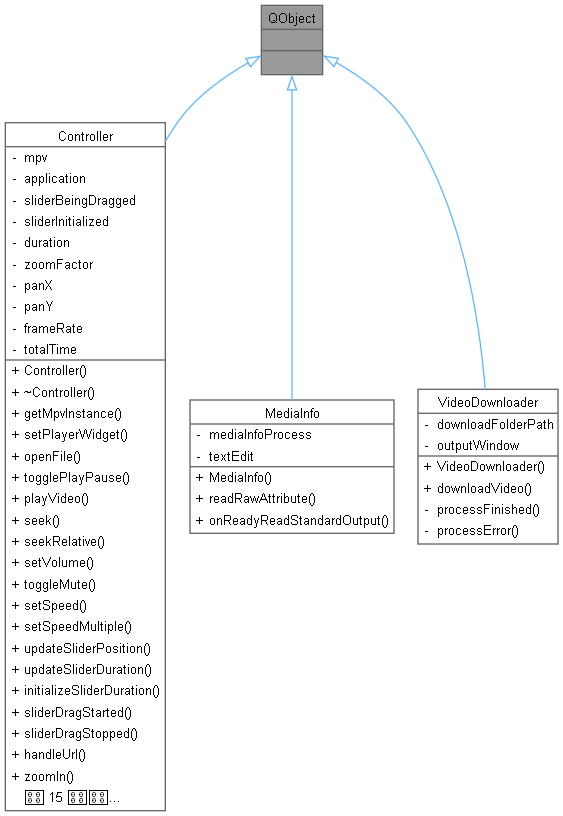 QObject
Controller
- mpv
- application
- sliderBeingDragged
- sliderInitialized
- duration
- zoomFactor
- panX
- panY
- frameRate
- totalTime
+ Controller()
+ ~Controller()
+ getMpvInstance()
+ setPlayerWidget()
+ openFile()
+ togglePlayPause()
+ playVideo()
+ seek()
+ seekRelative()
+ setVolume()
+ toggleMute()
+ setSpeed()
+ setSpeedMultiple()
+ updateSliderPosition()
+ updateSliderDuration()
+ initializeSliderDuration()
+ sliderDragStarted()
+ sliderDragStopped()
+ handleUrl()
+ zoomIn()
15 ...
MediaInfo
- mediaInfoProcess
- textEdit
+ MediaInfo()
+ readRawAttribute()
+ onReadyReadStandardOutput()
VideoDownloader
- downloadFolderPath
- outputWindow
+ VideoDownloader()
+ downloadVideo()
- processFinished()
- processError()